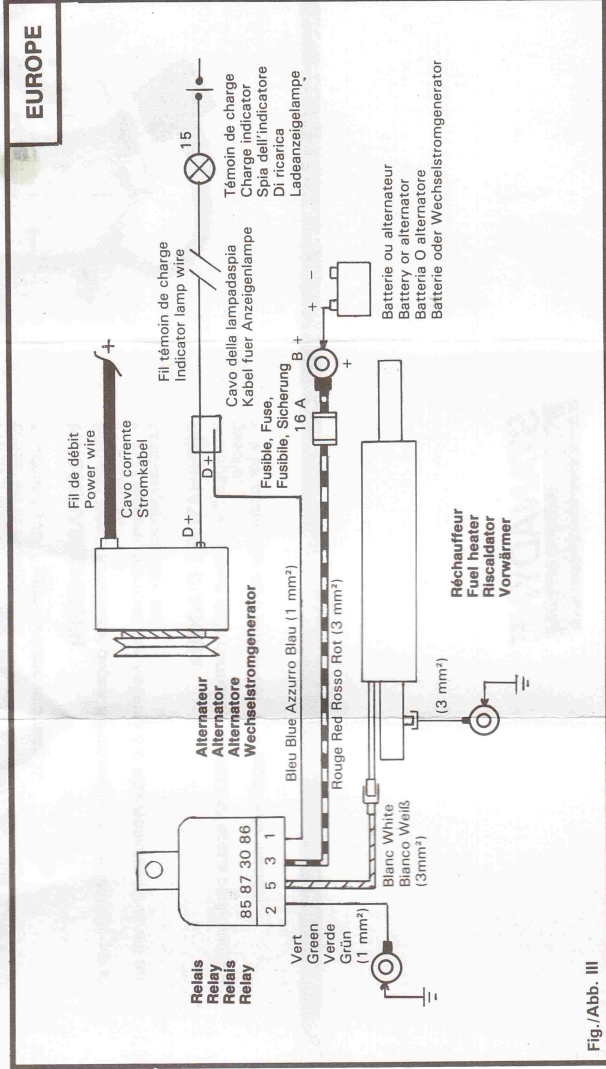 EUROPE
Fil de débit
Power wire
Cavo corrente
Stromkabel
+
Fil témoin de charge
Indicator lamp wire
Cavo della lampadaspia
Kabel fuer Anzeigenlampe
15
Témoin de charge
Charge indicator
Spia dell'indicatore
Di ricarica
Ladeanzeigelampe
D+
D+
Alternateur
Alternator
Alternatore
Wechselstromgenerator
Bleu Blue Azzurro Blau (1 mm²)
Fusible, Fuse,
Fusibile, Sicherung
16 A
B +
+
+ -
Batterie ou alternateur
Battery or alternator
Batteria O alternatore
Batterie oder Wechselstromgenerator
Rouge Red Rosso Rot (3 mm²)
Relais
Relay
Relais
Relay
85 87 30 86
2 5 3 1
Vert
Green
Verde
Grün
(1 mm²)
Blanc White
Bianco Weiß
(3mm²)
(3 mm²)
Réchauffeur
Fuel heater
Riscaldator
Vorwärmer
Fig./Abb. III